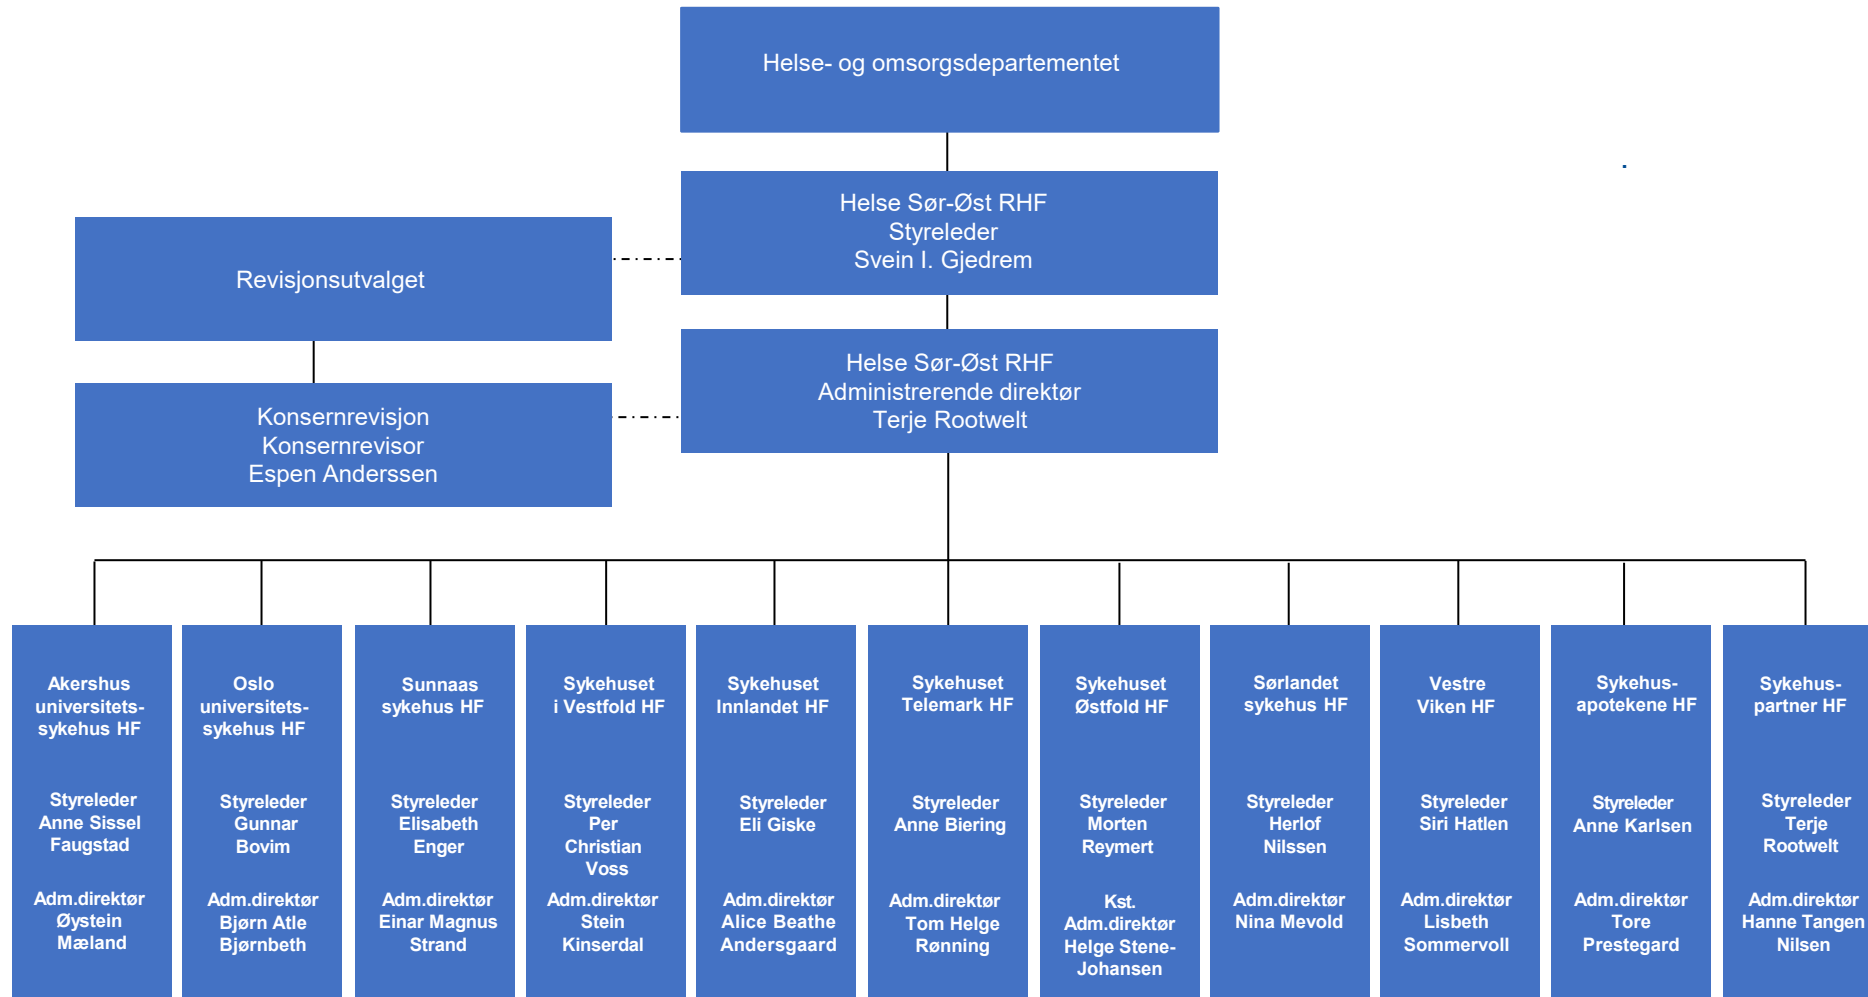 Helse- og omsorgsdepartementet
Helse Sør-Øst RHF
Styreleder
Svein I. Gjedrem
Revisjonsutvalget
Helse Sør-Øst RHF
Administrerende direktør
Terje Rootwelt
Konsernrevisjon
Konsernrevisor
Espen Anderssen
Akershus
universitets-
sykehus HF
Styreleder
Anne Sissel
Faugstad
Adm.direktør
Øystein
Mæland
Oslo
universitets-
sykehus HF
Styreleder
Gunnar
Bovim
Adm.direktør
Bjørn Atle
Bjørnbeth
Sunnaas
sykehus HF
Styreleder
Elisabeth
Enger
Adm.direktør
Einar Magnus
Strand
Sykehuset
i Vestfold HF
Styreleder
Per
Christian
Voss
Adm.direktør
Stein
Kinserdal
Sykehuset
Innlandet HF
Styreleder
Eli Giske
Adm.direktør
Alice Beathe
Andersgaard
Sykehuset
Telemark HF
Styreleder
Anne Biering
Adm.direktør
Tom Helge
Rønning
Sykehuset
Østfold HF
Styreleder
Morten
Reymert
Kst.
Adm.direktør
Helge Stene-
Johansen
Sørlandet
sykehus HF
Styreleder
Herlof
Nilssen
Adm.direktør
Nina Mevold
Vestre
Viken HF
Styreleder
Siri Hatlen
Adm.direktør
Lisbeth
Sommervoll
Sykehus-
apotekene HF
Styreleder
Anne Karlsen
Adm.direktør
Tore
Prestegard
Sykehus-
partner HF
Styreleder
Terje
Rootwelt
Adm.direktør
Hanne Tangen
Nilsen